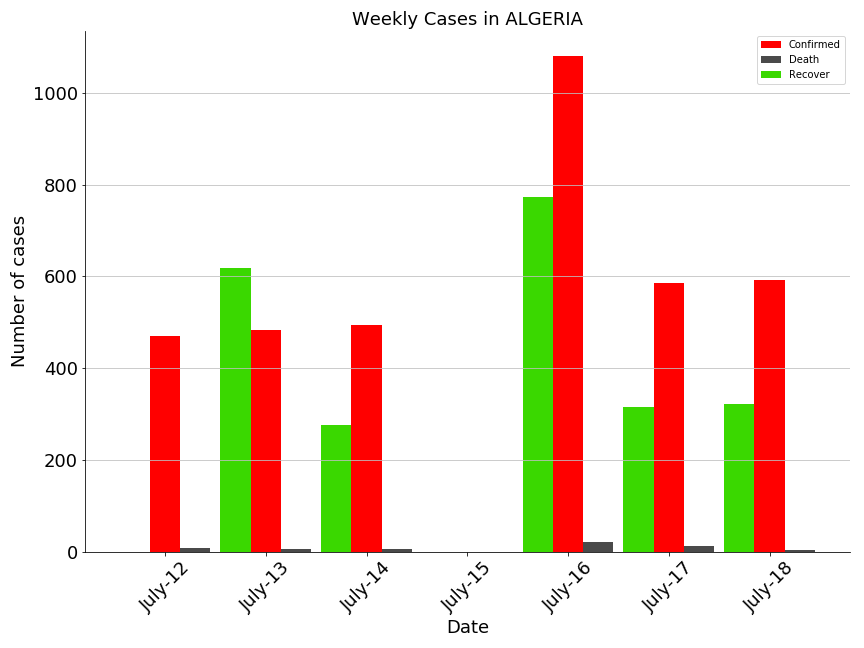 Weekly Cases in ALGERIA
Confirmed
Death
Recover
Number of cases
1000
800
600
400
200
0
July-12
July-13
July-14
July-15
July-16
July-17
July-18
Date